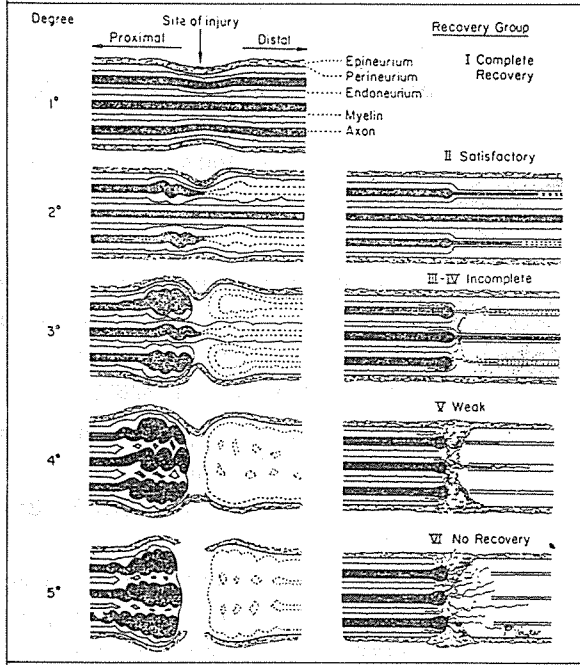 Degree
Site of injury
Proximal
Distal
Recovery Group
Epineurium
Perineurium
Endoneurium
Myelin
Axon
I Complete
Recovery
1°
II Satisfactory
2°
III-IV Incomplete
3°
V Weak
4°
VI No Recovery
5°